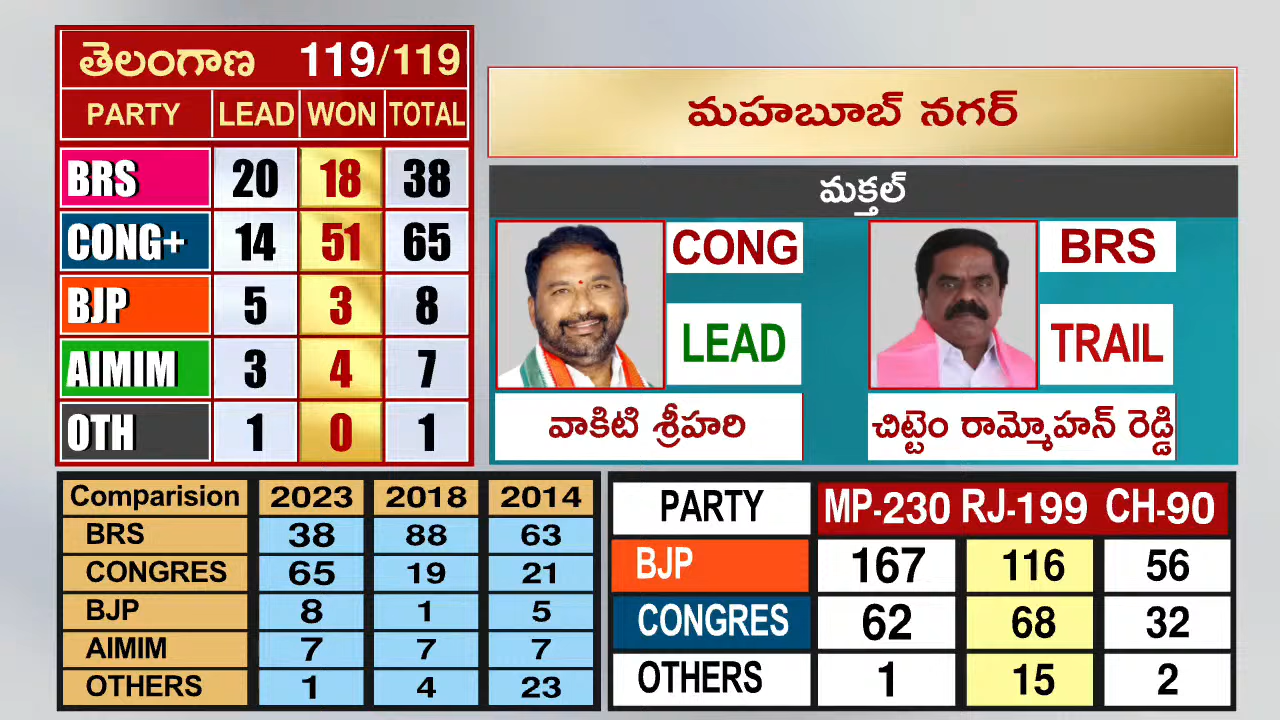 తెలంగాణ 119/119
PARTY LEAD WON TOTAL
BRS 20 18 38
CONG+ 14 51 65
BJP 5 3 8
AIMIM 3 4 7
OTH 1 0 1
మహబూబ్ నగర్
మక్తల్
CONG BRS
LEAD TRAIL
వాకిటి శ్రీహరి చిట్టెం రామ్మోహన్ రెడ్డి
Comparision 2023 2018 2014
BRS 38 88 63
CONGRES 65 19 21
BJP 8 1 5
AIMIM 7 7 7
OTHERS 1 4 23
PARTY MP-230 RJ-199 CH-90
BJP 167 116 56
CONGRES 62 68 32
OTHERS 1 15 2